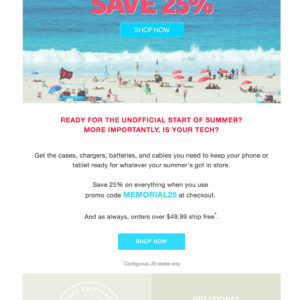 SAVE 25%
SHOP NOW
READY FOR THE UNOFFICIAL START OF SUMMER?
MORE IMPORTANTLY, IS YOUR TECH?
Get the cases, chargers, batteries, and cables you need to keep your phone or
tablet ready for whatever your summer's got in store.
Save 25% on everything when you use
promo code MEMORIAL25 at checkout.
And as always, orders over $49.99 ship free*.
SHOP NOW
*Contiguous US states only
QUESTIONS?